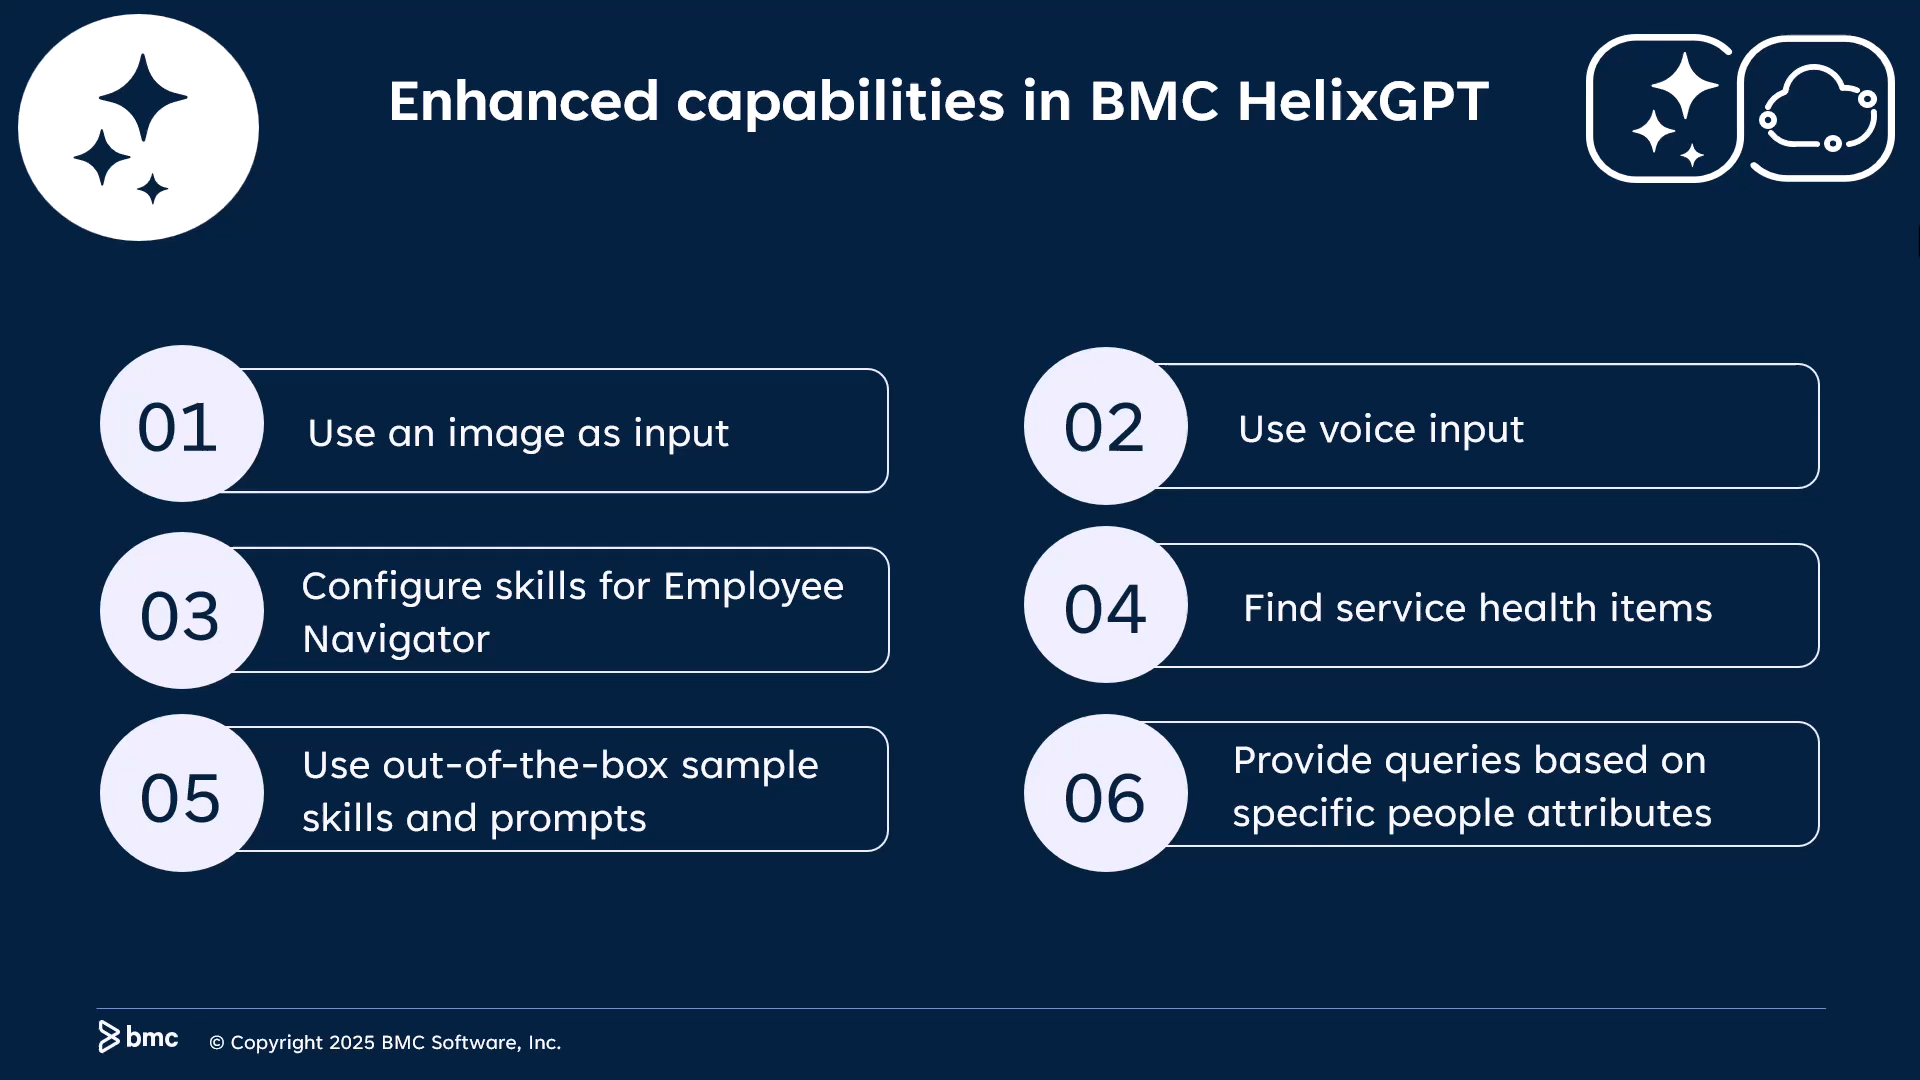 Enhanced capabilities in BMC HelixGPT
01
Use an image as input
02
Use voice input
03
Configure skills for Employee
Navigator
04
Find service health items
05
Use out-of-the-box sample
skills and prompts
06
Provide queries based on
specific people attributes
bmc
© Copyright 2025 BMC Software, Inc.